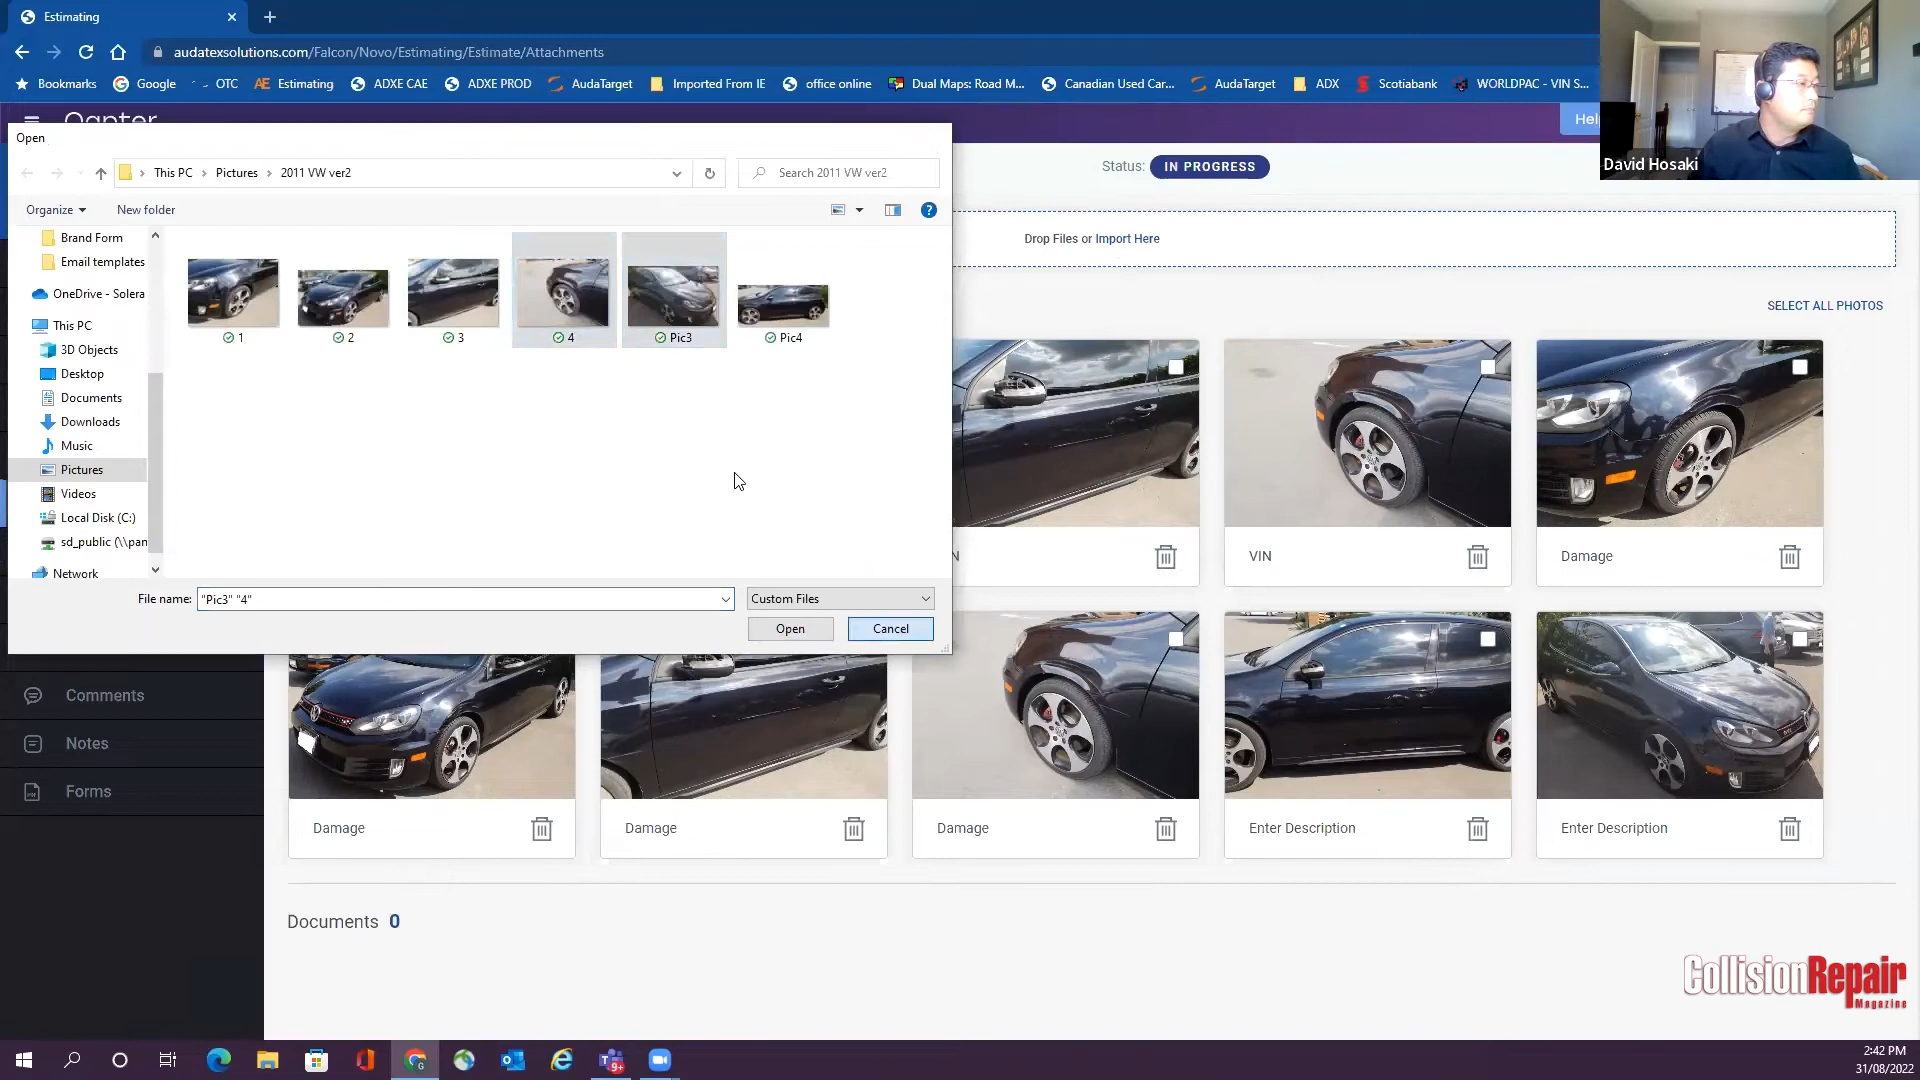 Estimating
audatexsolutions.com/Falcon/Novo/Estimating/Estimate/Attachments
Bookmarks
Google
OTC
AE Estimating
ADXE CAE
ADXE PROD
AudaTarget
Imported From IE
office online
Dual Maps: Road M...
Canadian Used Car...
AudaTarget
ADX
Scotiabank
WORLDPAC - VIN S...
David Hosaki
Qapter
Open
This PC
Pictures
2011 VW ver2
Search 2011 VW ver2
Organize
New folder
Brand Form
Email templates
OneDrive - Solera
This PC
3D Objects
Desktop
Documents
Downloads
Music
Pictures
Videos
Local Disk (C:)
sd_public (\\pan
Network
1
2
3
4
Pic3
Pic4
File name:
"Pic3" "4"
Custom Files
Open
Cancel
Status: IN PROGRESS
Drop Files or Import Here
SELECT ALL PHOTOS
VIN
Damage
Damage
Damage
Damage
Enter Description
Enter Description
Comments
Notes
Forms
Documents 0
CollisionRepair
Magazine
9+
2:42 PM
31/08/2022